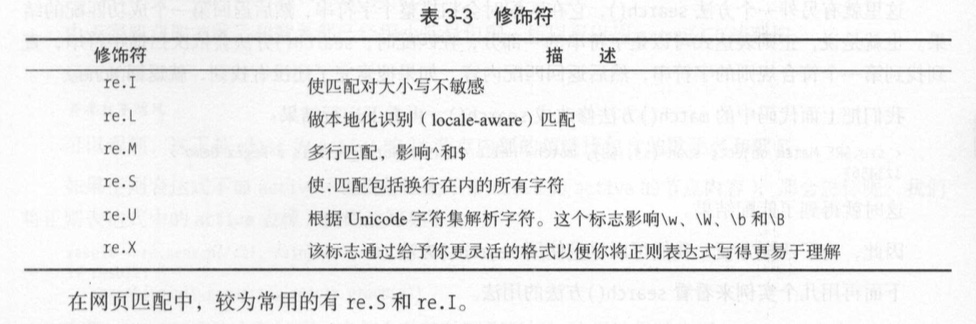 表 3-3 修饰符
修饰符 描 述
re.I 使匹配对大小写不敏感
re.L 做本地化识别（locale-aware）匹配
re.M 多行匹配，影响^和$
re.S 使.匹配包括换行在内的所有字符
re.U 根据 Unicode 字符集解析字符。这个标志影响\w、\W、\b 和\B
re.X 该标志通过给予你更灵活的格式以便你将正则表达式写得更易于理解
在网页匹配中，较为常用的有 re.S 和 re.I。